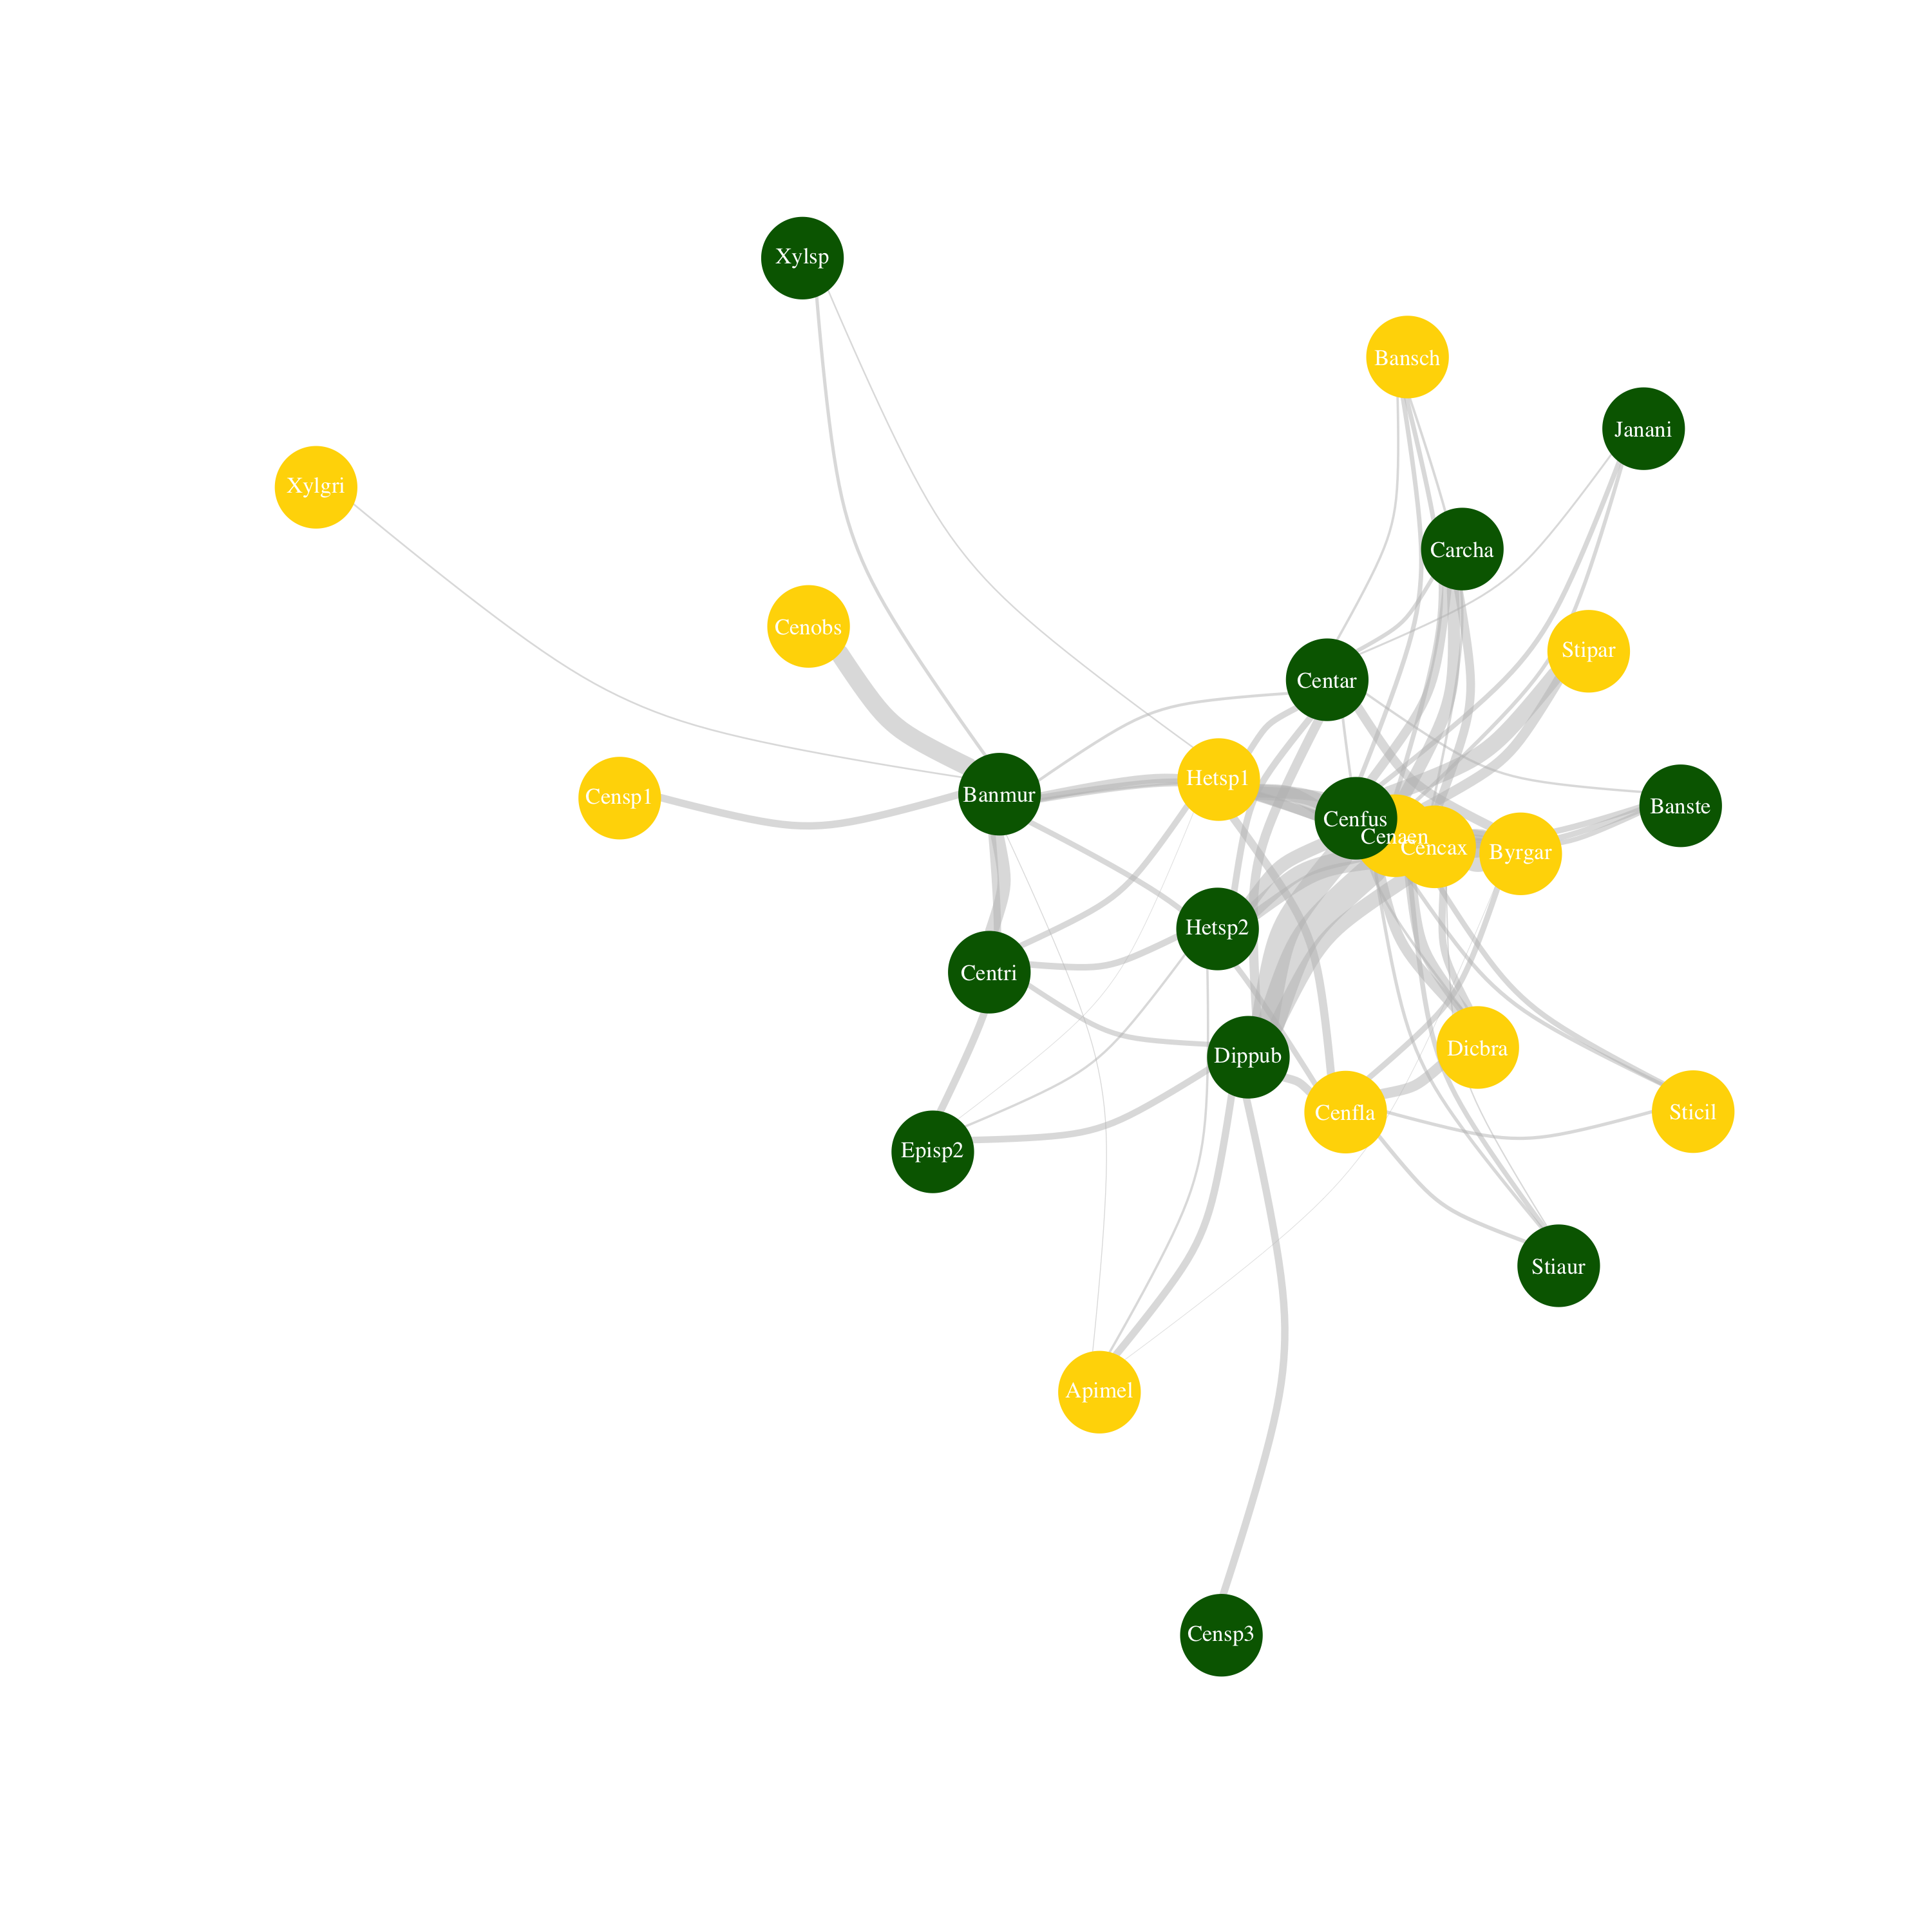 Xylsp
Bansch
Janani
Xylgri
Carcha
Cenobs
Stipar
Centar
Hetsp1
Censp1
Banmur
Banste
Cenfus
Cenaen
Cencax
Byrgar
Hetsp2
Centri
Dicbra
Dippub
Cenfla
Sticil
Episp2
Stiaur
Apimel
Censp3